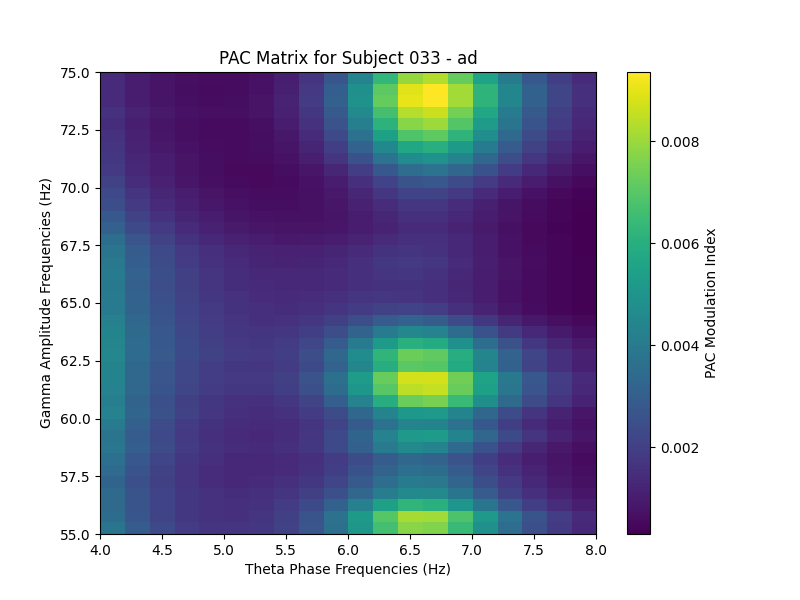 PAC Matrix for Subject 033 - ad
75.0
72.5
70.0
67.5
65.0
62.5
60.0
57.5
55.0
Gamma Amplitude Frequencies (Hz)
4.0 4.5 5.0 5.5 6.0 6.5 7.0 7.5 8.0
Theta Phase Frequencies (Hz)
0.008
0.006
0.004
0.002
PAC Modulation Index